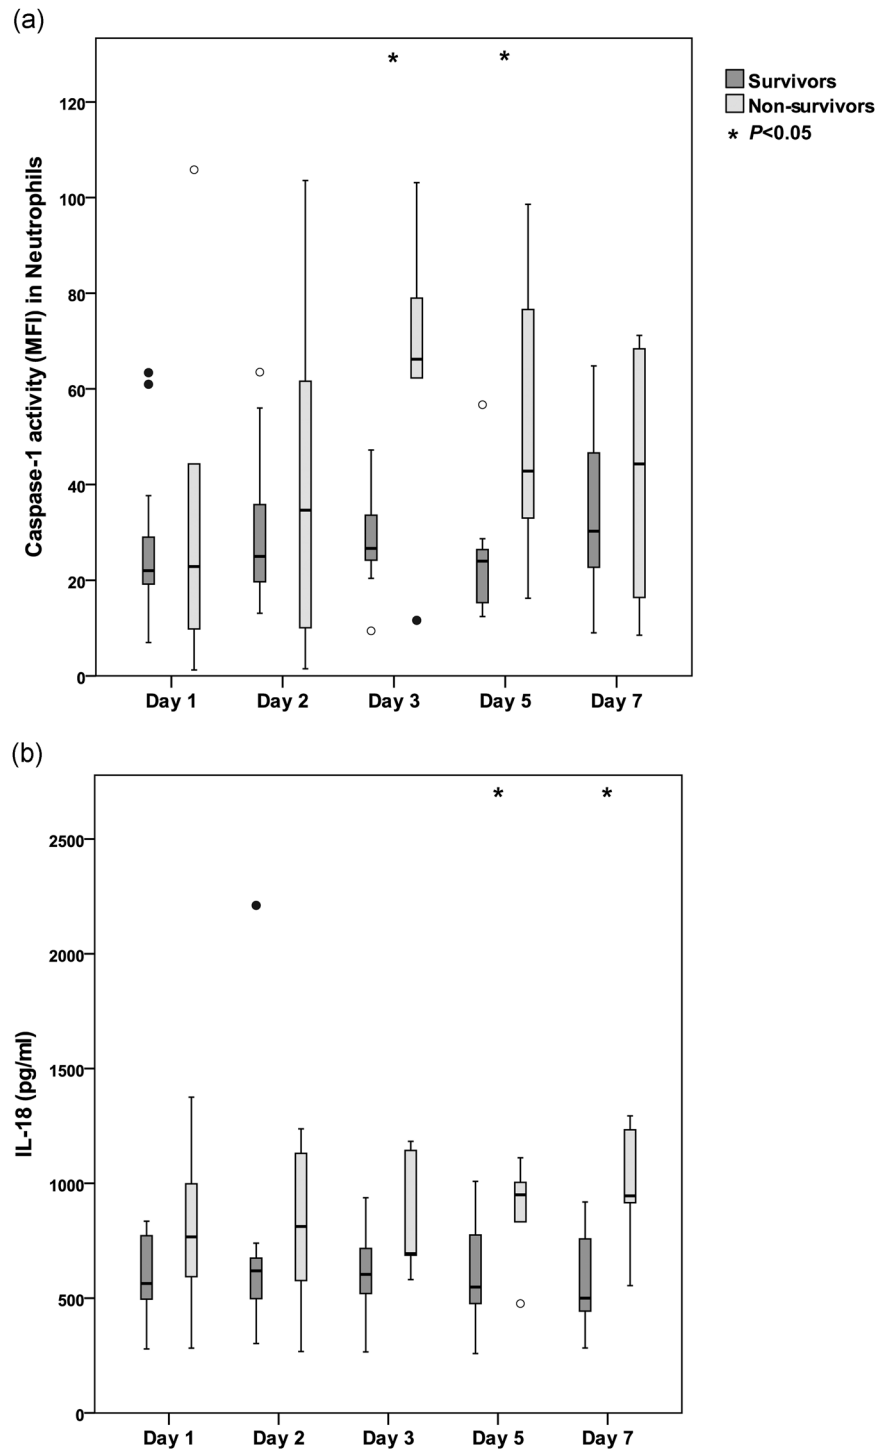 (a)
*
*
Survivors
Non-survivors
* P<0.05
Caspase-1 activity (MFI) in Neutrophils
120
100
80
60
40
20
0
Day 1 Day 2 Day 3 Day 5 Day 7
(b)
*
*
IL-18 (pg/ml)
2500
2000
1500
1000
500
0
Day 1 Day 2 Day 3 Day 5 Day 7